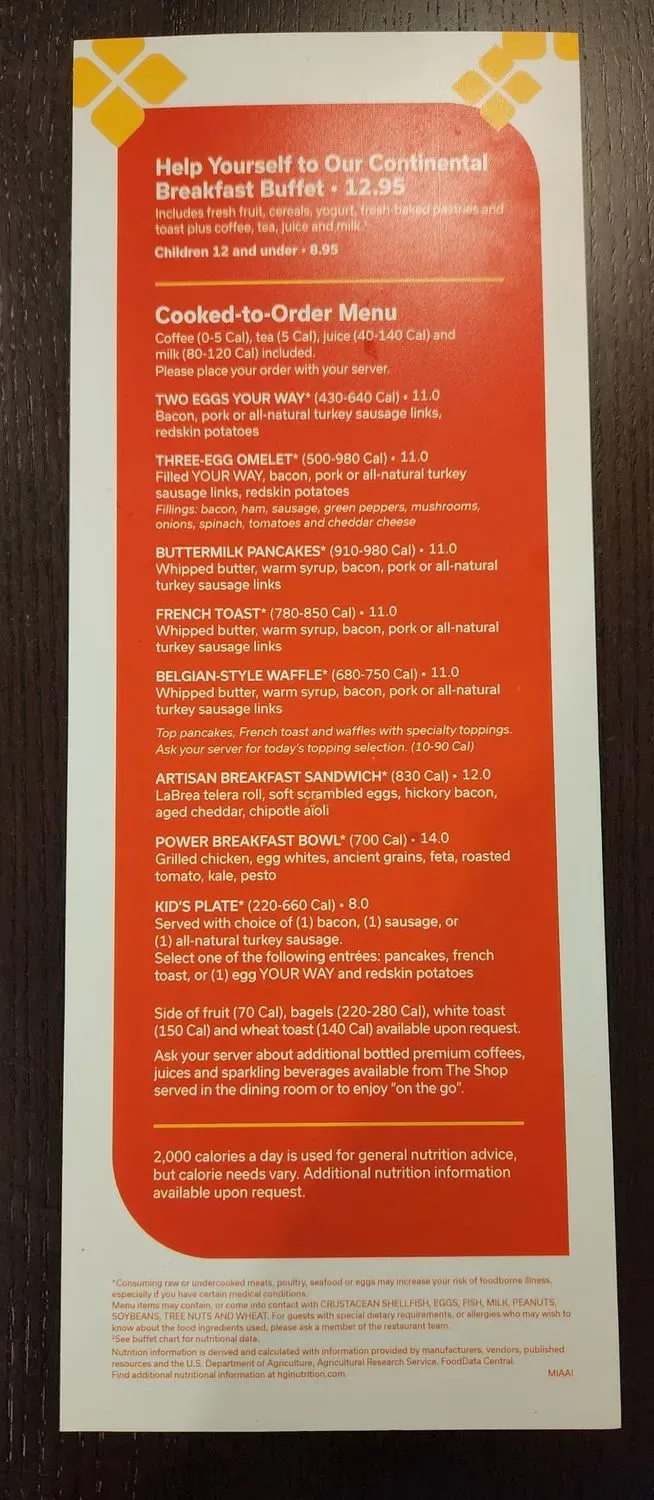 Help Yourself to Our Continental
Breakfast Buffet • 12.95
Includes fresh fruit, cereals, yogurt, fresh-baked pastries and
toast plus coffee, tea, juice and milk.‡
Children 12 and under • 8.95
Cooked-to-Order Menu
Coffee (0-5 Cal), tea (5 Cal), juice (40-140 Cal) and
milk (80-120 Cal) included.
Please place your order with your server.
TWO EGGS YOUR WAY* (430-640 Cal) • 11.0
Bacon, pork or all-natural turkey sausage links,
redskin potatoes
THREE-EGG OMELET* (500-980 Cal) • 11.0
Filled YOUR WAY, bacon, pork or all-natural turkey
sausage links, redskin potatoes
Fillings: bacon, ham, sausage, green peppers, mushrooms,
onions, spinach, tomatoes and cheddar cheese
BUTTERMILK PANCAKES* (910-980 Cal) • 11.0
Whipped butter, warm syrup, bacon, pork or all-natural
turkey sausage links
FRENCH TOAST* (780-850 Cal) • 11.0
Whipped butter, warm syrup, bacon, pork or all-natural
turkey sausage links
BELGIAN-STYLE WAFFLE* (680-750 Cal) • 11.0
Whipped butter, warm syrup, bacon, pork or all-natural
turkey sausage links
Top pancakes, French toast and waffles with specialty toppings.
Ask your server for today's topping selection. (10-90 Cal)
ARTISAN BREAKFAST SANDWICH* (830 Cal) • 12.0
LaBrea telera roll, soft scrambled eggs, hickory bacon,
aged cheddar, chipotle aïoli
POWER BREAKFAST BOWL* (700 Cal) • 14.0
Grilled chicken, egg whites, ancient grains, feta, roasted
tomato, kale, pesto
KID'S PLATE* (220-660 Cal) • 8.0
Served with choice of (1) bacon, (1) sausage, or
(1) all-natural turkey sausage.
Select one of the following entrées: pancakes, french
toast, or (1) egg YOUR WAY and redskin potatoes
Side of fruit (70 Cal), bagels (220-280 Cal), white toast
(150 Cal) and wheat toast (140 Cal) available upon request.
Ask your server about additional bottled premium coffees,
juices and sparkling beverages available from The Shop
served in the dining room or to enjoy "on the go".
2,000 calories a day is used for general nutrition advice,
but calorie needs vary. Additional nutrition information
available upon request.
*Consuming raw or undercooked meats, poultry, seafood or eggs may increase your risk of foodborne illness,
especially if you have certain medical conditions.
Menu items may contain, or come into contact with CRUSTACEAN SHELLFISH, EGGS, FISH, MILK, PEANUTS,
SOYBEANS, TREE NUTS AND WHEAT. For guests with special dietary requirements, or allergies who may wish to
know about the food ingredients used, please ask a member of the restaurant team.
‡See buffet chart for nutritional data.
Nutrition information is derived and calculated with information provided by manufacturers, vendors, published
resources and the U.S. Department of Agriculture, Agricultural Research Service. FoodData Central.
Find additional nutritional information at hginutrition.com.
MIAAI